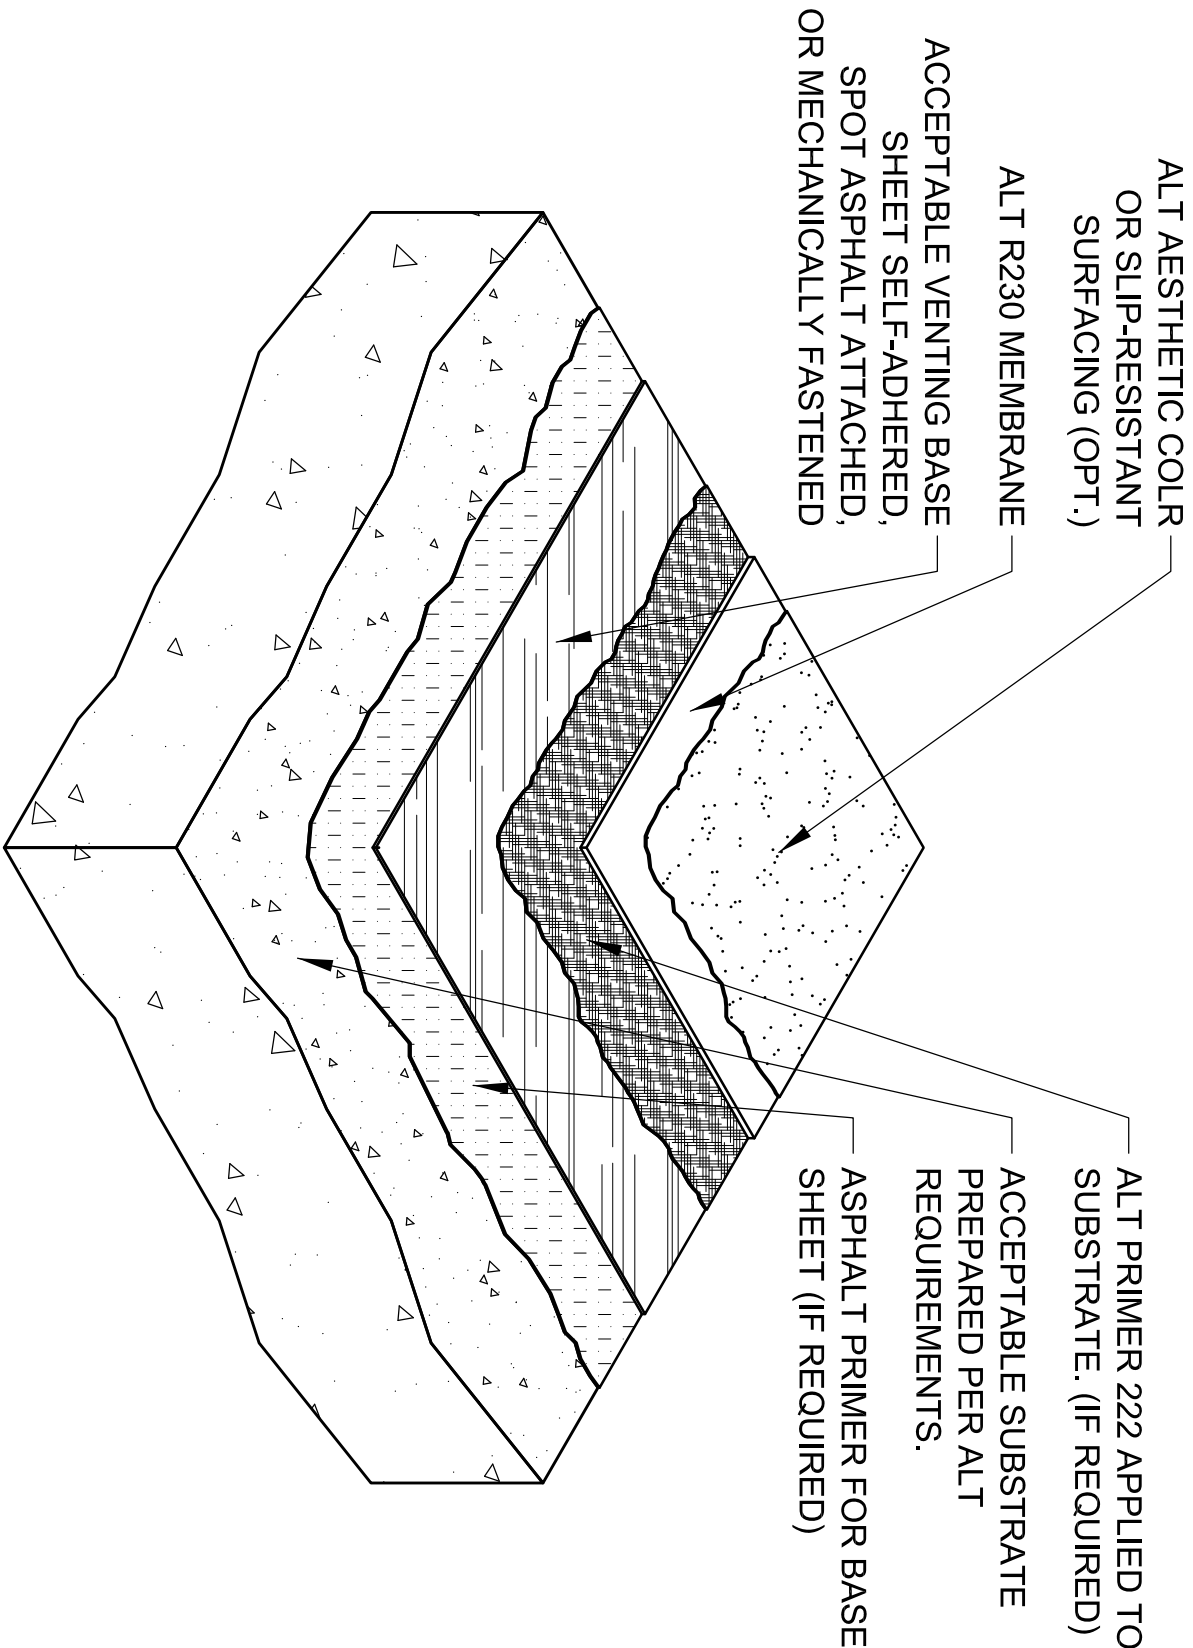 ALT AESTHETIC COLR
OR SLIP-RESISTANT
SURFACING (OPT.)
ALT R230 MEMBRANE
ACCEPTABLE VENTING BASE
SHEET SELF-ADHERED,
SPOT ASPHALT ATTACHED,
OR MECHANICALLY FASTENED
ALT PRIMER 222 APPLIED TO
SUBSTRATE. (IF REQUIRED)
ACCEPTABLE SUBSTRATE
PREPARED PER ALT
REQUIREMENTS.
ASPHALT PRIMER FOR BASE
SHEET (IF REQUIRED)